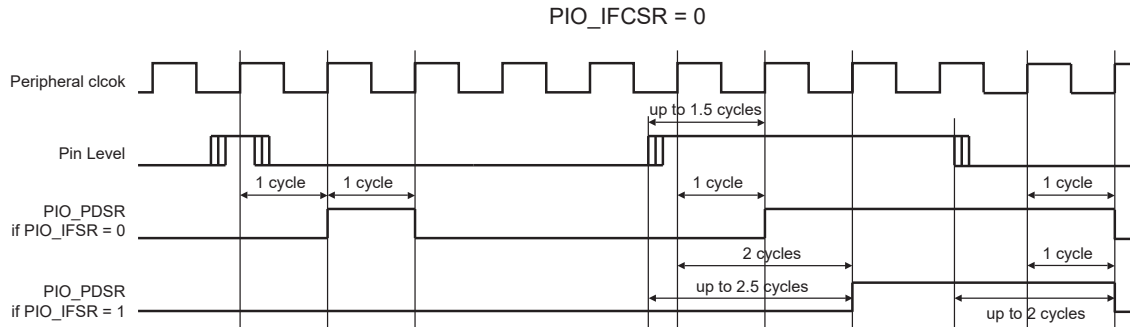 PIO_IFCSR = 0
Peripheral clcok
up to 1.5 cycles
Pin Level
1 cycle
1 cycle
1 cycle
1 cycle
PIO_PDSR
if PIO_IFSR = 0
2 cycles
1 cycle
PIO_PDSR
if PIO_IFSR = 1
up to 2.5 cycles
up to 2 cycles